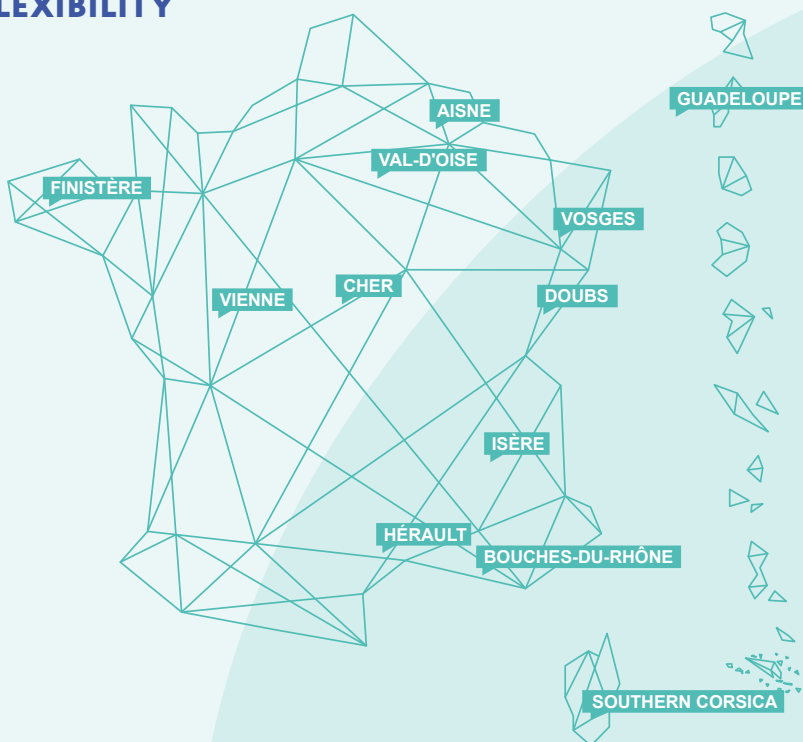 LEXIBILITY
AISNE
GUADELOUPE
VAL-D'OISE
FINISTÈRE
VOSGES
CHER
VIENNE
DOUBS
ISÈRE
HÉRAULT
BOUCHES-DU-RHÔNE
SOUTHERN CORSICA